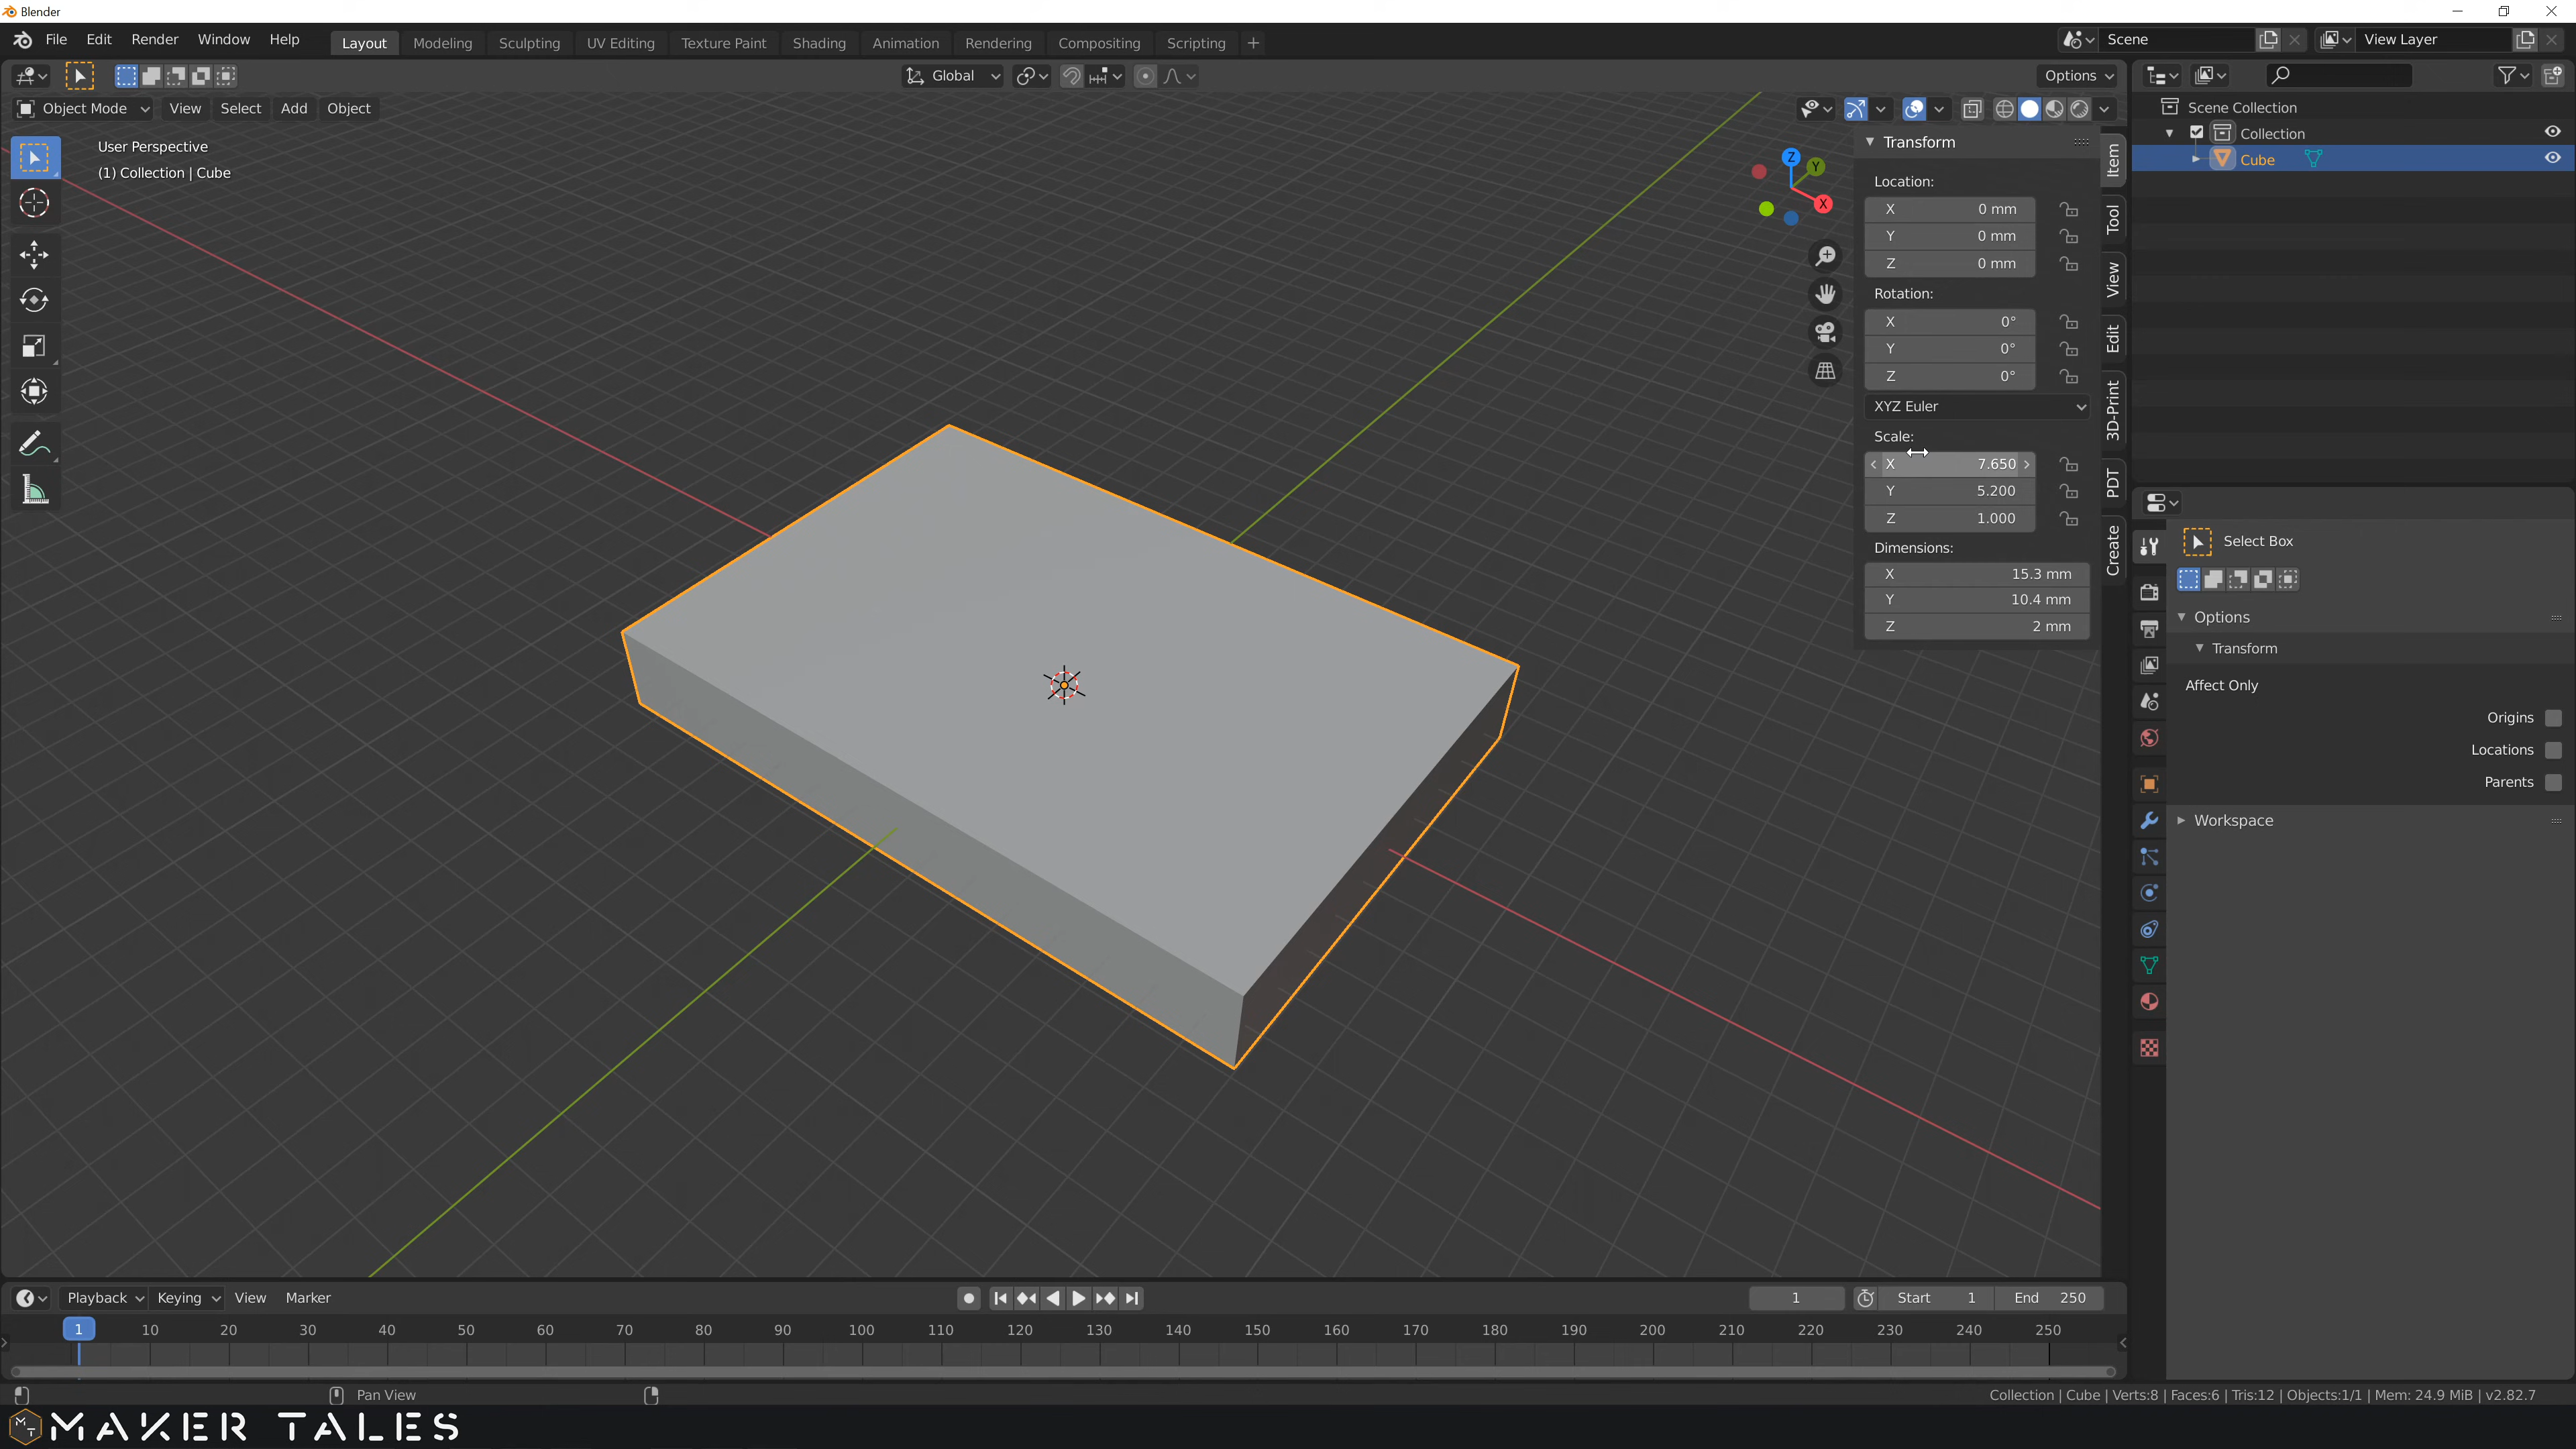 Blender
File Edit Render Window Help Layout Modeling Sculpting UV Editing Texture Paint Shading Animation Rendering Compositing Scripting + Scene View Layer
Global Options
Object Mode View Select Add Object
User Perspective
(1) Collection | Cube
Z
Y
X
Transform
Location:
X 0 mm
Y 0 mm
Z 0 mm
Rotation:
X 0°
Y 0°
Z 0°
XYZ Euler
Scale:
X 7.650
Y 5.200
Z 1.000
Dimensions:
X 15.3 mm
Y 10.4 mm
Z 2 mm
Item
Tool
View
Edit
3D-Print
PDT
Create
Scene Collection
Collection
Cube
Select Box
Options
Transform
Affect Only
Origins
Locations
Parents
Workspace
Playback Keying View Marker 1 Start 1 End 250
1 10 20 30 40 50 60 70 80 90 100 110 120 130 140 150 160 170 180 190 200 210 220 230 240 250
Pan View Collection | Cube | Verts:8 | Faces:6 | Tris:12 | Objects:1/1 | Mem: 24.9 MiB | v2.82.7
MT MAKER TALES